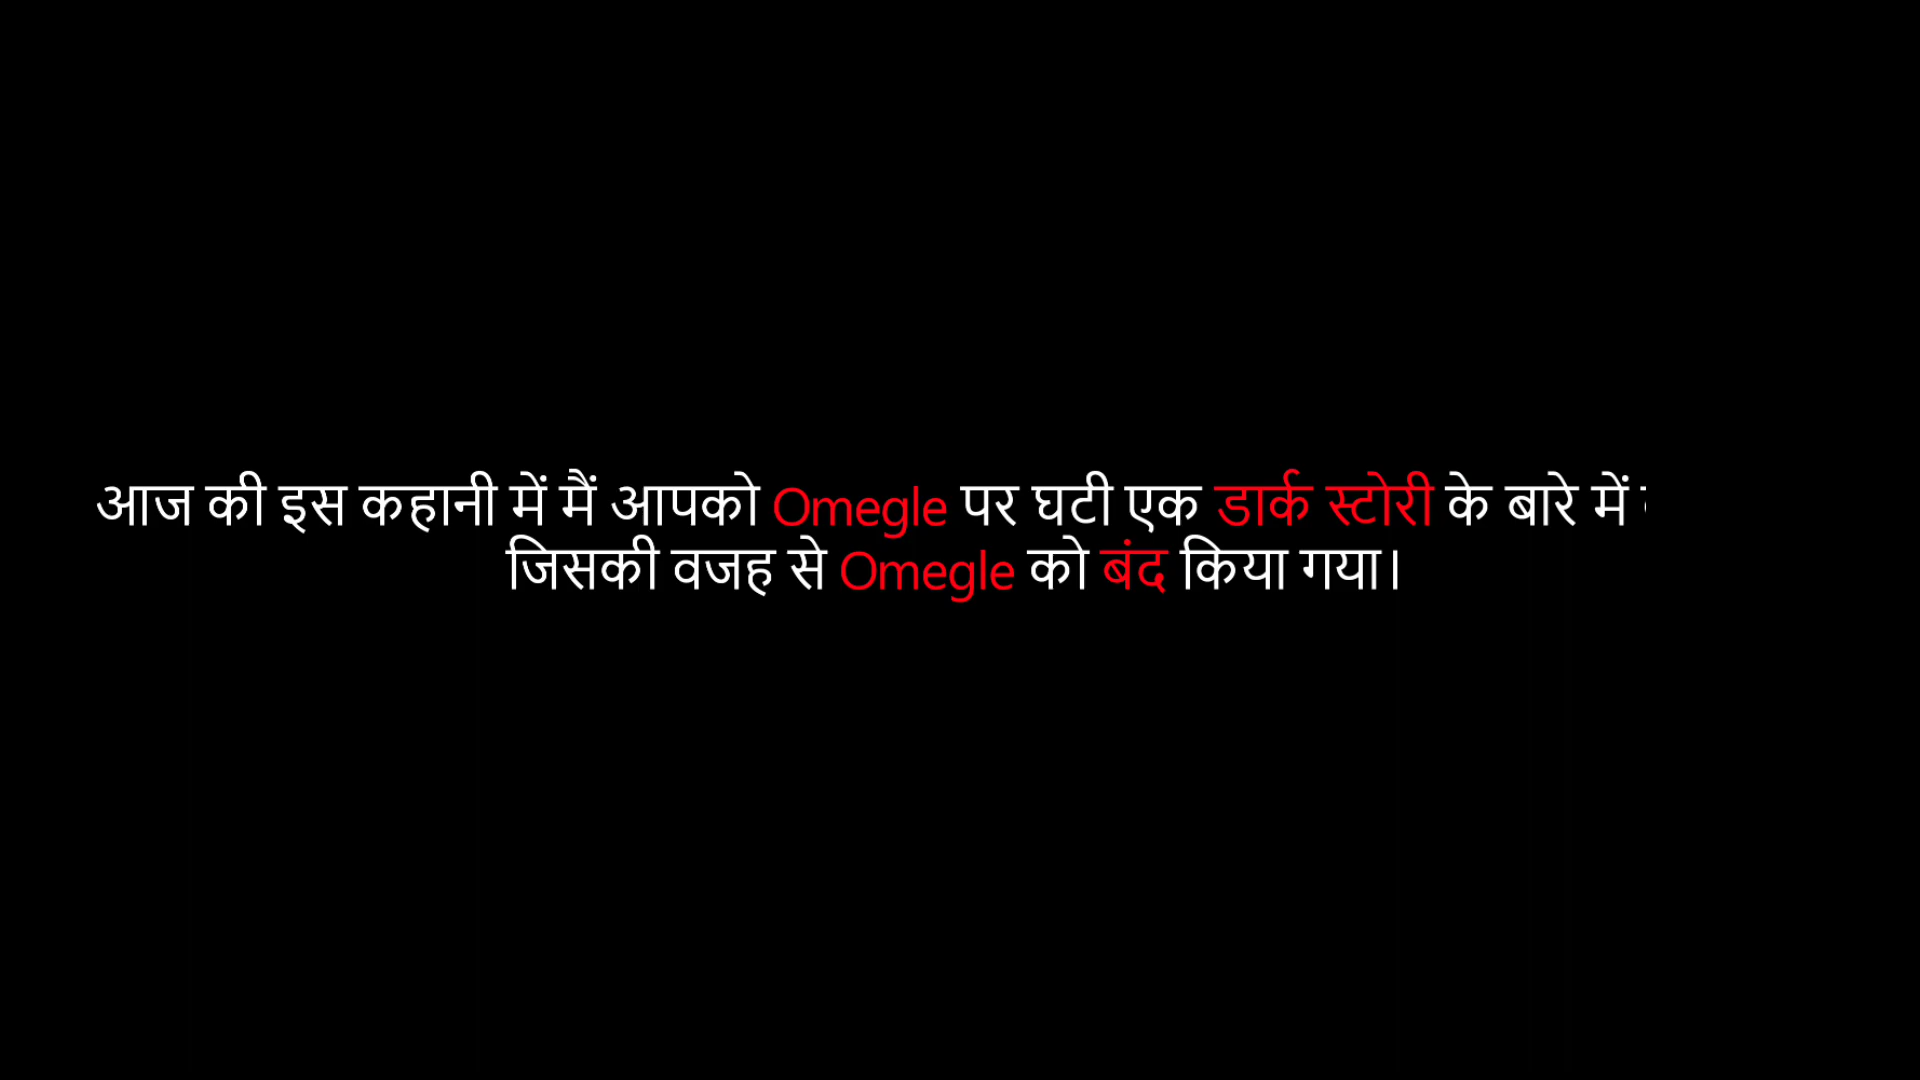 आज की इस कहानी में मैं आपको Omegle पर घटी एक डार्क स्टोरी के बारे में
जिसकी वजह से Omegle को बंद किया गया।